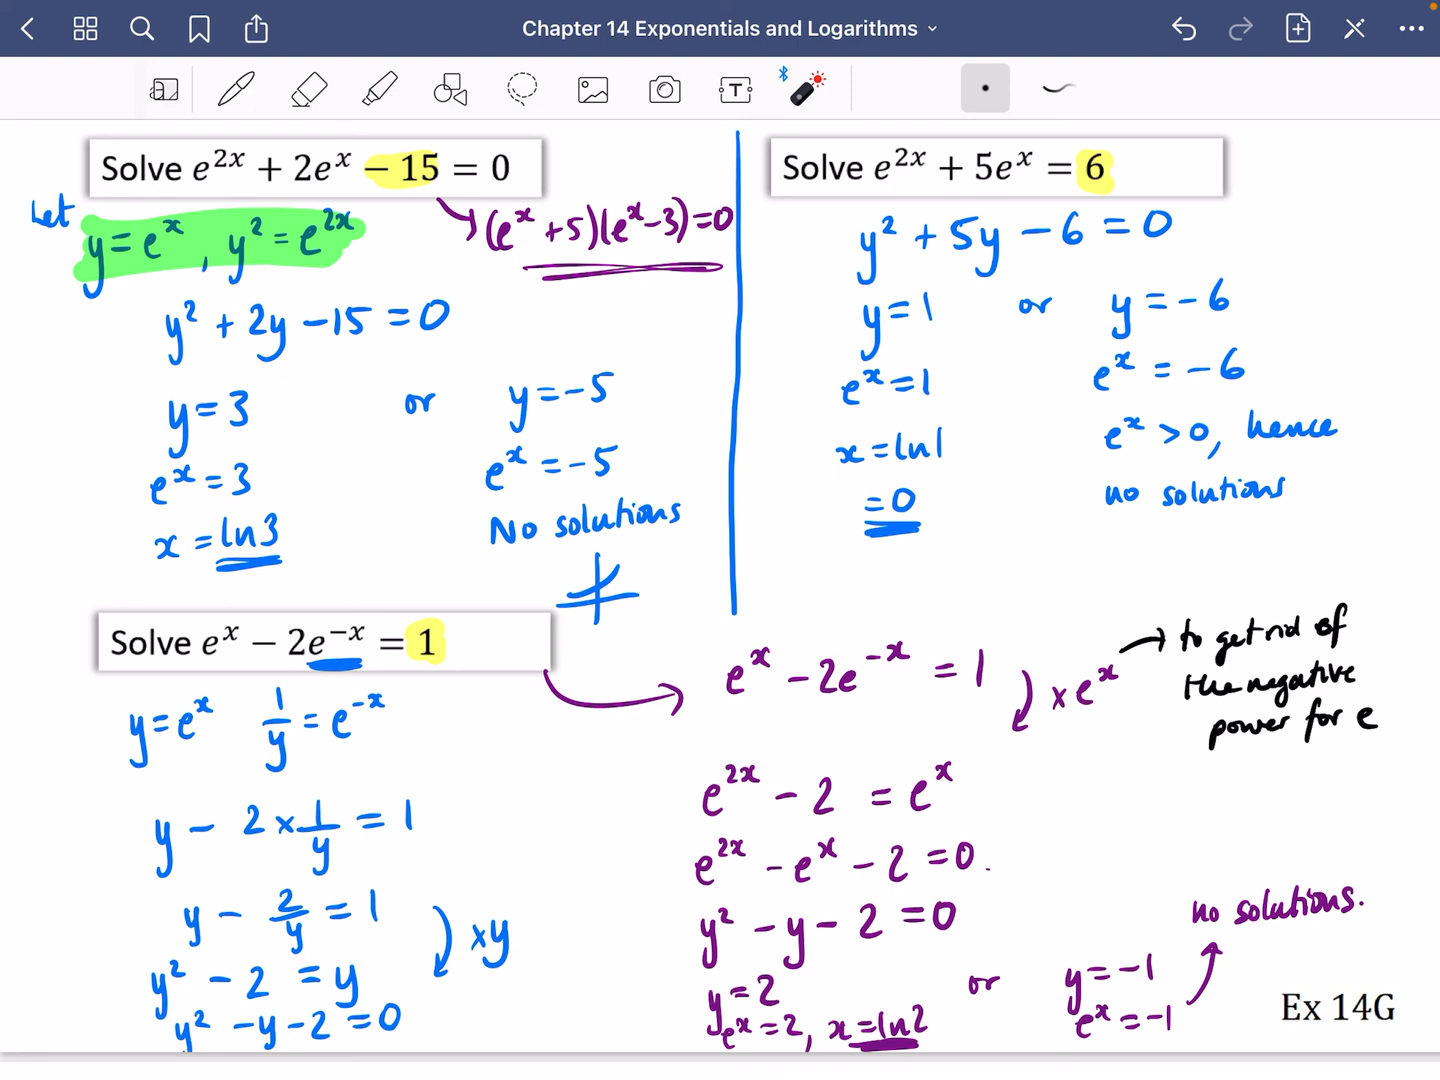 Chapter 14 Exponentials and Logarithms
T
Solve e^{2x} + 2e^x − 15 = 0
Let y = e^x, y² = e^{2x}
(e^x + 5)(e^x − 3) = 0
y² + 2y − 15 = 0
y = 3 or y = −5
e^x = 3 e^x = −5
x = ln3 No solutions
Solve e^{2x} + 5e^x = 6
y² + 5y − 6 = 0
y = 1 or y = −6
e^x = 1 e^x = −6
x = ln1 e^x > 0, hence
= 0 no solutions
Solve e^x − 2e^{−x} = 1
y = e^x 1/y = e^{−x}
y − 2 × 1/y = 1
y − 2/y = 1 ×y
y² − 2 = y
y² − y − 2 = 0
e^x − 2e^{−x} = 1 × e^x → to get rid of
the negative
power for e
e^{2x} − 2 = e^x
e^{2x} − e^x − 2 = 0.
y² − y − 2 = 0
y = 2 or y = −1 no solutions.
e^x = 2, x = ln2 e^x = −1
Ex 14G